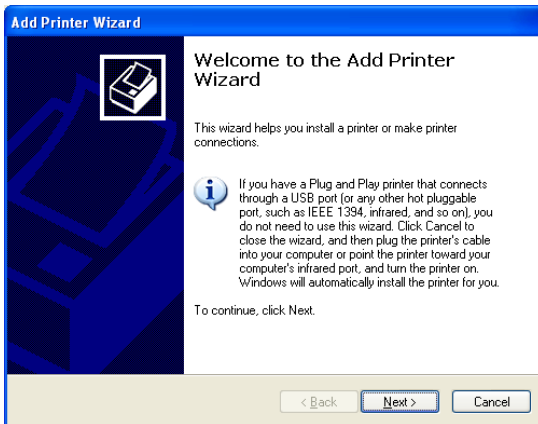 Add Printer Wizard
Welcome to the Add Printer
Wizard
This wizard helps you install a printer or make printer
connections.
If you have a Plug and Play printer that connects
through a USB port (or any other hot pluggable
port, such as IEEE 1394, infrared, and so on), you
do not need to use this wizard. Click Cancel to
close the wizard, and then plug the printer's cable
into your computer or point the printer toward your
computer's infrared port, and turn the printer on.
Windows will automatically install the printer for you.
To continue, click Next.
< Back Next > Cancel